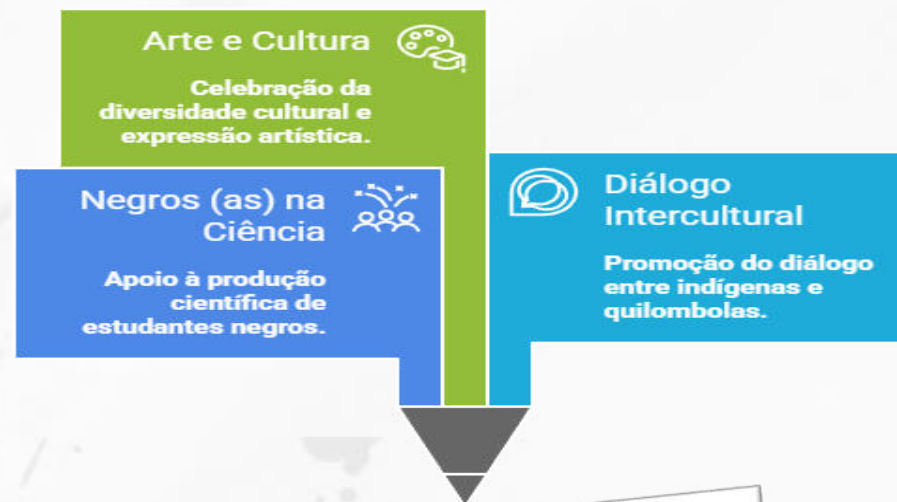 Arte e Cultura
Celebração da
diversidade cultural e
expressão artística.
Negros (as) na
Ciência
Apoio à produção
científica de
estudantes negros.
Diálogo
Intercultural
Promoção do diálogo
entre indígenas e
quilombolas.